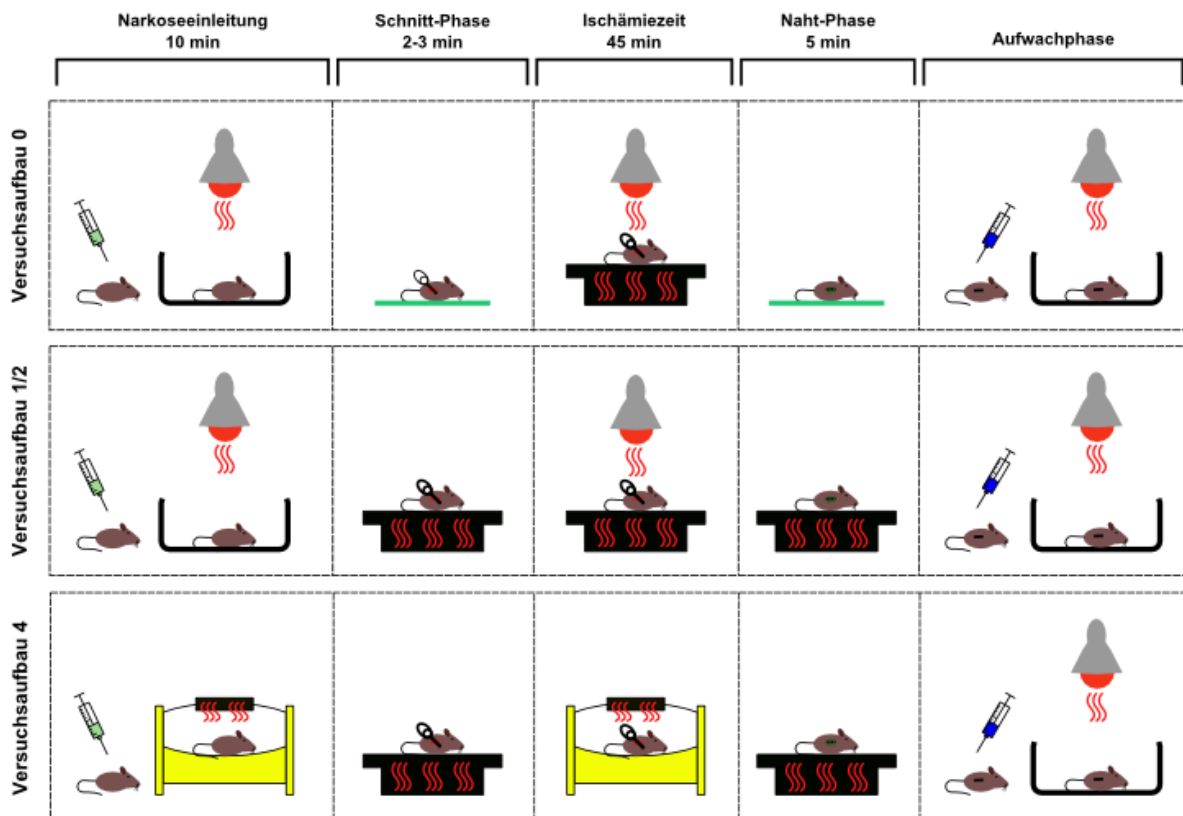 Narkoseeinleitung
10 min
Schnitt-Phase
2-3 min
Ischämiezeit
45 min
Naht-Phase
5 min
Aufwachphase
Versuchsaufbau 0
Versuchsaufbau 1/2
Versuchsaufbau 4